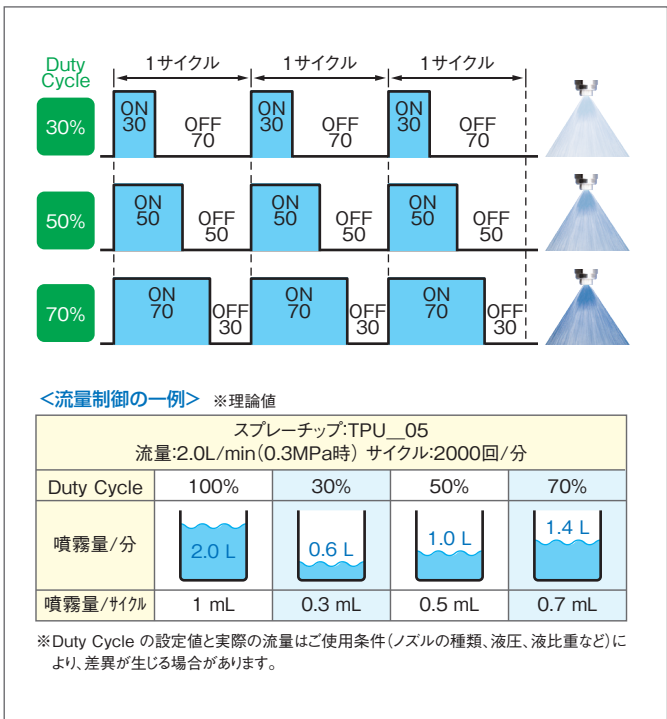 Duty
Cycle
1サイクル 1サイクル 1サイクル
30%
ON
30
OFF
70
ON
30
OFF
70
ON
30
OFF
70
50%
ON
50
OFF
50
ON
50
OFF
50
ON
50
OFF
50
70%
ON
70
OFF
30
ON
70
OFF
30
ON
70
OFF
30
<流量制御の一例> ※理論値
スプレーチップ:TPU__05
流量:2.0L/min(0.3MPa時) サイクル:2000回/分
Duty Cycle 100% 30% 50% 70%
噴霧量/分 2.0 L 0.6 L 1.0 L 1.4 L
噴霧量/サイクル 1 mL 0.3 mL 0.5 mL 0.7 mL
※Duty Cycle の設定値と実際の流量はご使用条件(ノズルの種類、液圧、液比重など)に
より、差異が生じる場合があります。